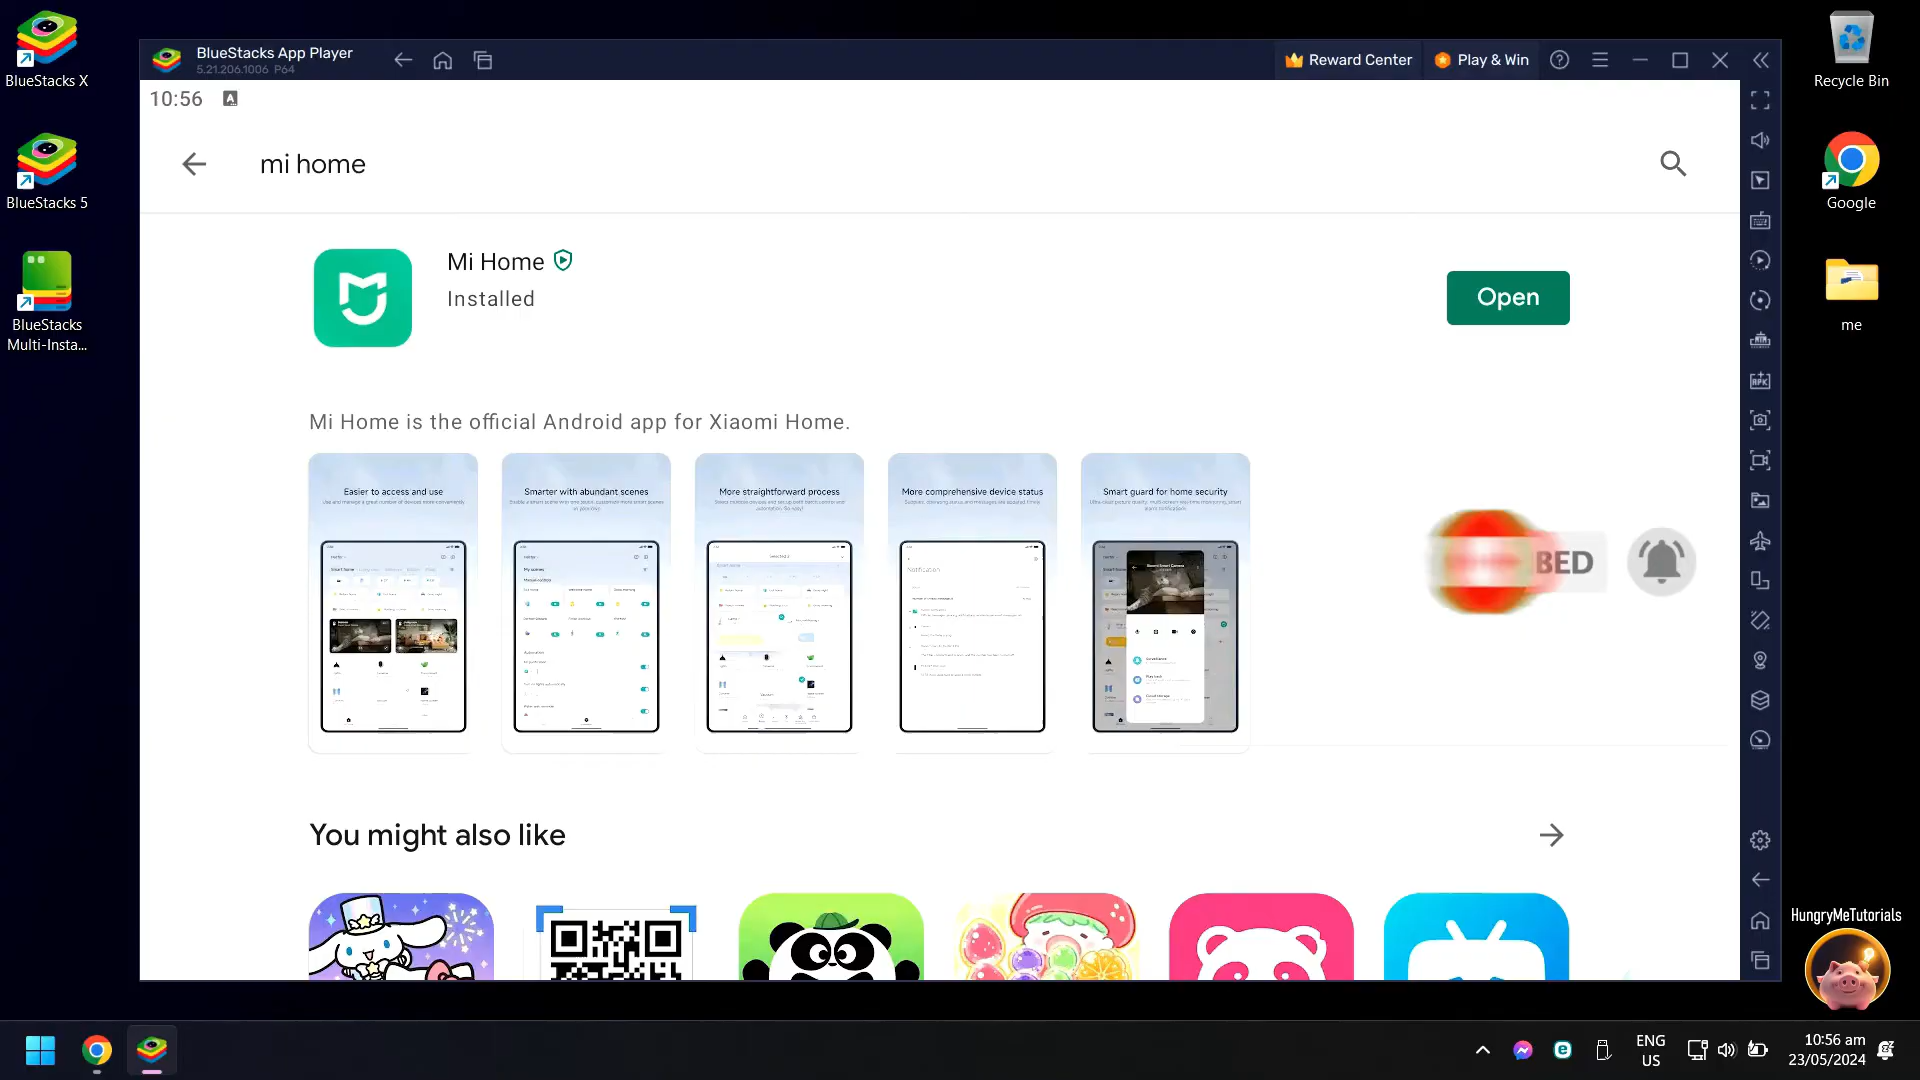 BlueStacks X
BlueStacks 5
BlueStacks
Multi-Insta...
BlueStacks App Player
5.21.206.1006 P64
Reward Center
Play & Win
10:56
mi home
Mi Home
Installed
Open
Mi Home is the official Android app for Xiaomi Home.
Easier to access and use
Smarter with abundant scenes
More straightforward process
More comprehensive device status
Smart guard for home security
Notification
BED
You might also like
Recycle Bin
Google
me
HungryMeTutorials
ENG
US
10:56 am
23/05/2024